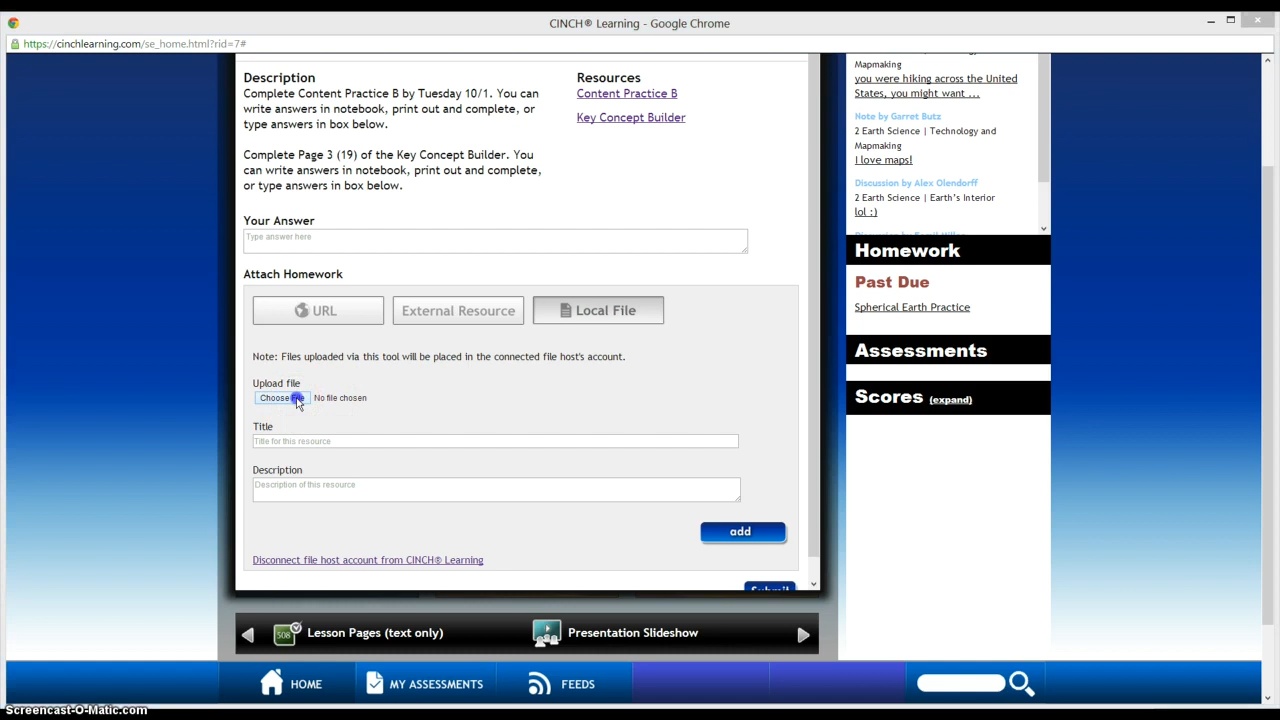 CINCH® Learning - Google Chrome
https://cinchlearning.com/se_home.html?rid=7#
Description
Complete Content Practice B by Tuesday 10/1. You can
write answers in notebook, print out and complete, or
type answers in box below.
Complete Page 3 (19) of the Key Concept Builder. You
can write answers in notebook, print out and complete,
or type answers in box below.
Resources
Content Practice B
Key Concept Builder
Your Answer
Type answer here
Attach Homework
URL
External Resource
Local File
Note: Files uploaded via this tool will be placed in the connected file host's account.
Upload file
Choose File No file chosen
Title
Title for this resource
Description
Description of this resource
add
Disconnect file host account from CINCH® Learning
Submit
Mapmaking
you were hiking across the United
States, you might want ...
Note by Garret Butz
2 Earth Science | Technology and
Mapmaking
I love maps!
Discussion by Alex Olendorff
2 Earth Science | Earth's Interior
lol :)
Homework
Past Due
Spherical Earth Practice
Assessments
Scores (expand)
508
Lesson Pages (text only)
Presentation Slideshow
HOME
MY ASSESSMENTS
FEEDS
Screencast-O-Matic.com